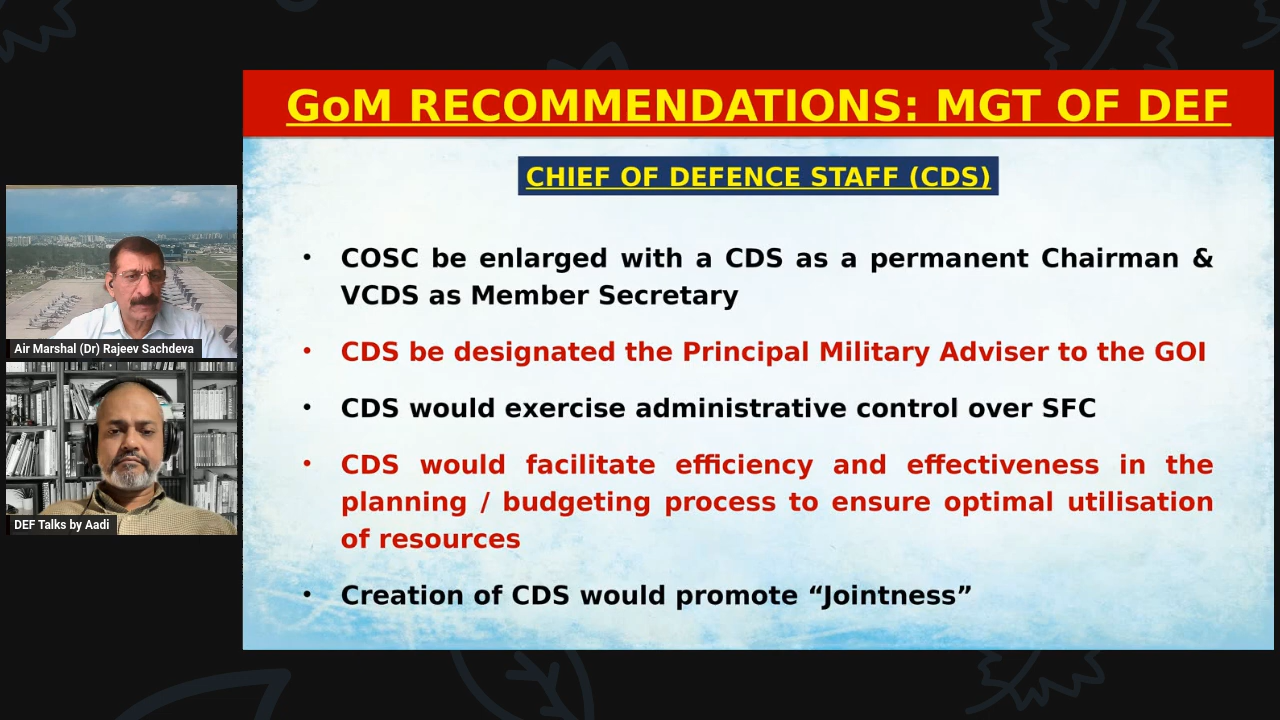 GoM RECOMMENDATIONS: MGT OF DEF
CHIEF OF DEFENCE STAFF (CDS)
• COSC be enlarged with a CDS as a permanent Chairman &
VCDS as Member Secretary
• CDS be designated the Principal Military Adviser to the GOI
• CDS would exercise administrative control over SFC
• CDS would facilitate efficiency and effectiveness in the
planning / budgeting process to ensure optimal utilisation
of resources
• Creation of CDS would promote “Jointness”
Air Marshal (Dr) Rajeev Sachdeva
DEF Talks by Aadi